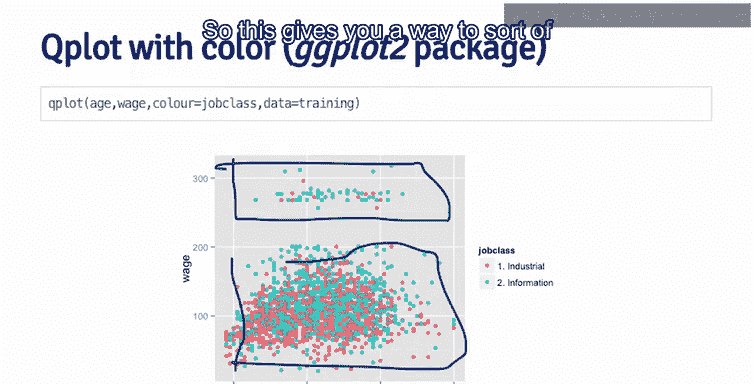 So this gives you a way to sort of
Qplot with color (ggplot2 package)
qplot(age,wage,colour=jobclass,data=training)
300
200
100
wage
jobclass
1. Industrial
2. Information